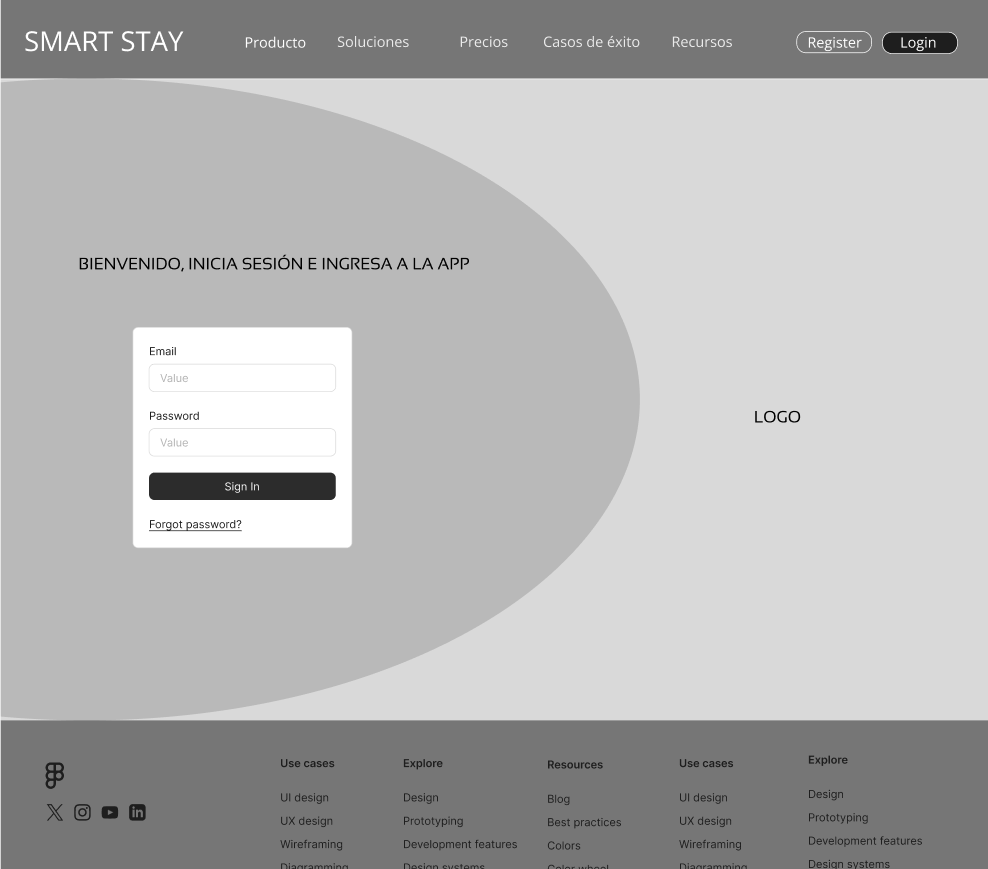 SMART STAY
Producto
Soluciones
Precios
Casos de éxito
Recursos
Register
Login
BIENVENIDO, INICIA SESIÓN E INGRESA A LA APP
Email
Value
Password
Value
Sign In
Forgot password?
LOGO
Use cases
UI design
UX design
Wireframing
Diagramming
Explore
Design
Prototyping
Development features
Design systems
Resources
Blog
Best practices
Colors
Color wheel
Use cases
UI design
UX design
Wireframing
Diagramming
Explore
Design
Prototyping
Development features
Design systems